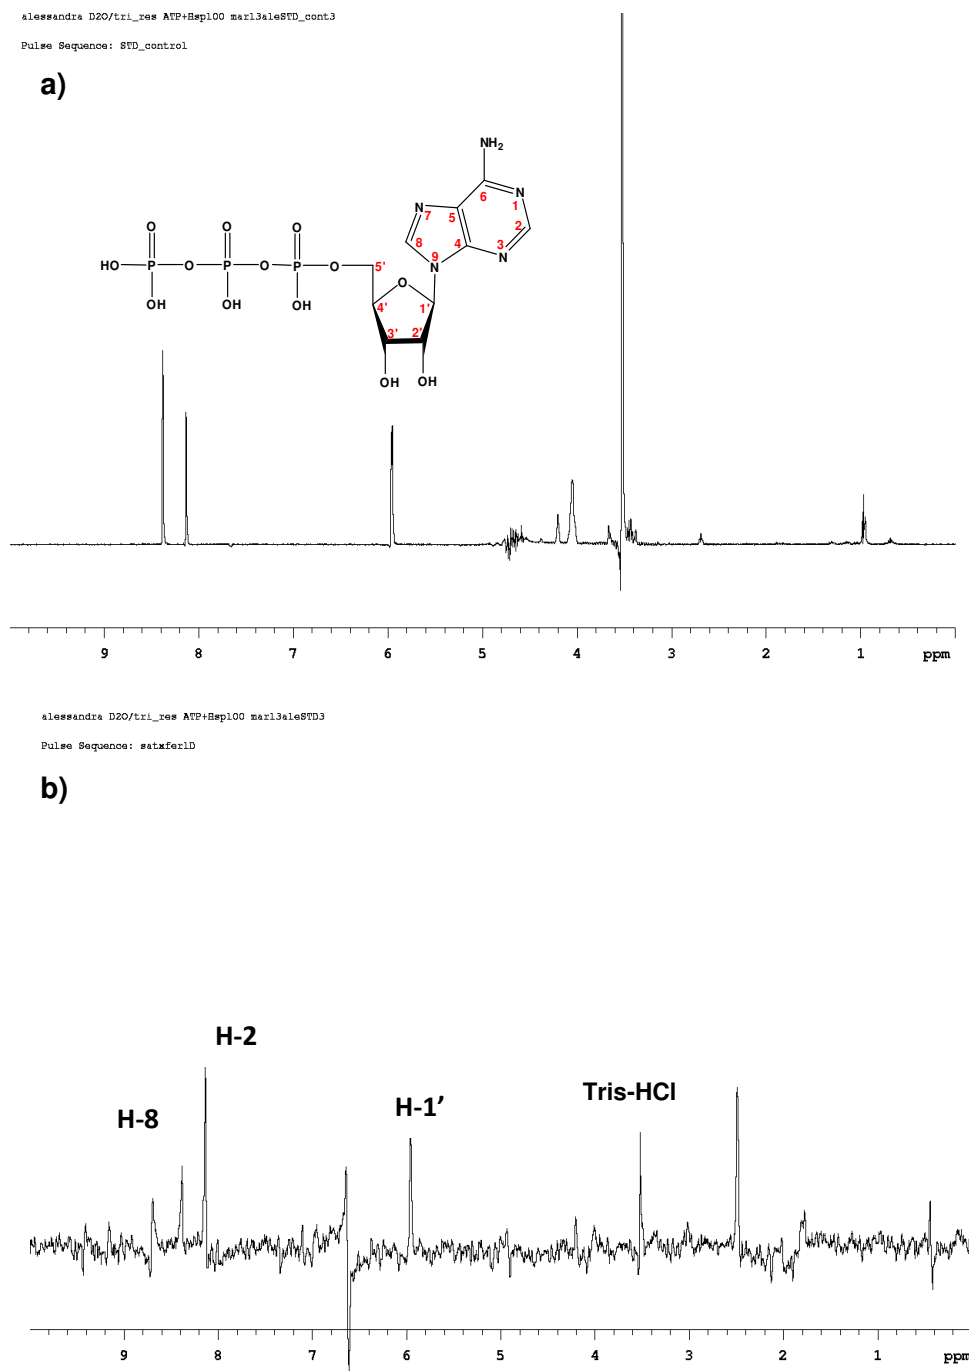 alessandra D2O/tri_res ATP+Hsp100 mar13aleSTD_cont3
Pulse Sequence: STD_control
a)
NH2
6
N
1
N
7
5
2
8
4
3
N
9
N
O
O
O
HO
P
O
P
O
P
O
5'
OH
OH
OH
O
4'
1'
3'
2'
OH
OH
9
8
7
6
5
4
3
2
1
ppm
alessandra D2O/tri_res ATP+Hsp100 mar13aleSTD3
Pulse Sequence: satxfer1D
b)
H-2
H-8
H-1'
Tris-HCl
9
8
7
6
5
4
3
2
1
ppm